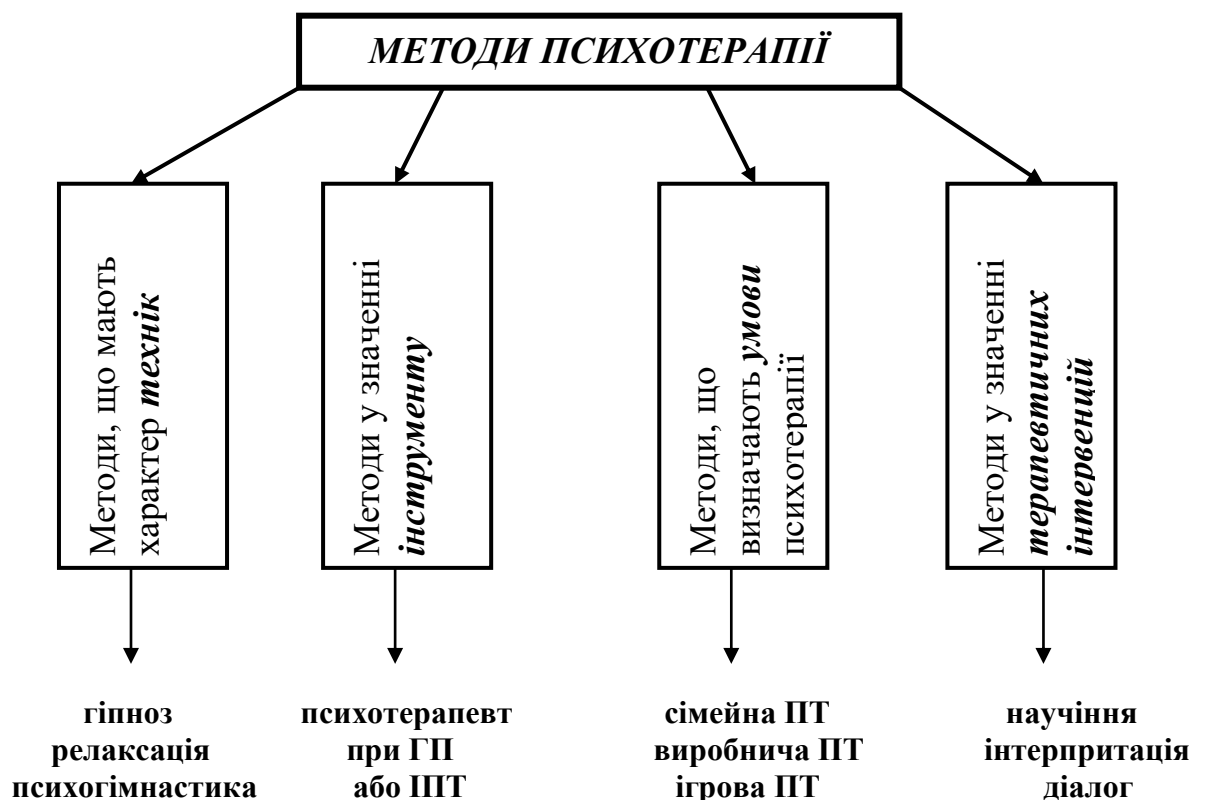 МЕТОДИ ПСИХОТЕРАПІЇ
Методи, що мають
характер технік
Методи у значенні
інструменту
Методи, що
визначають умови
психотерапії
Методи у значенні
терапевтичних
інтервенцій
гіпноз
релаксація
психогімнастика
психотерапевт
при ГП
або ІПТ
сімейна ПТ
виробнича ПТ
ігрова ПТ
научіння
інтерпритація
діалог